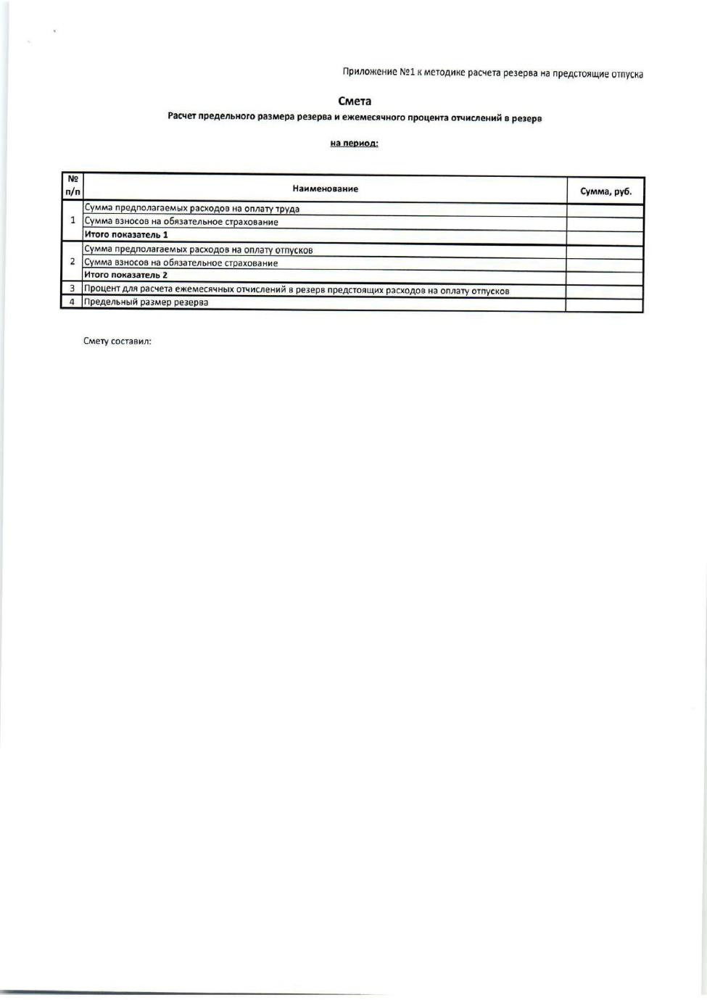 Приложение №1 к методике расчета резерва на предстоящие отпуска
Смета
Расчет предельного размера резерва и ежемесячного процента отчислений в резерв
на период:
№ п/п Наименование Сумма, руб.
1 Сумма предполагаемых расходов на оплату труда
Сумма взносов на обязательное страхование
Итого показатель 1
2 Сумма предполагаемых расходов на оплату отпусков
Сумма взносов на обязательное страхование
Итого показатель 2
3 Процент для расчета ежемесячных отчислений в резерв предстоящих расходов на оплату отпусков
4 Предельный размер резерва
Смету составил: